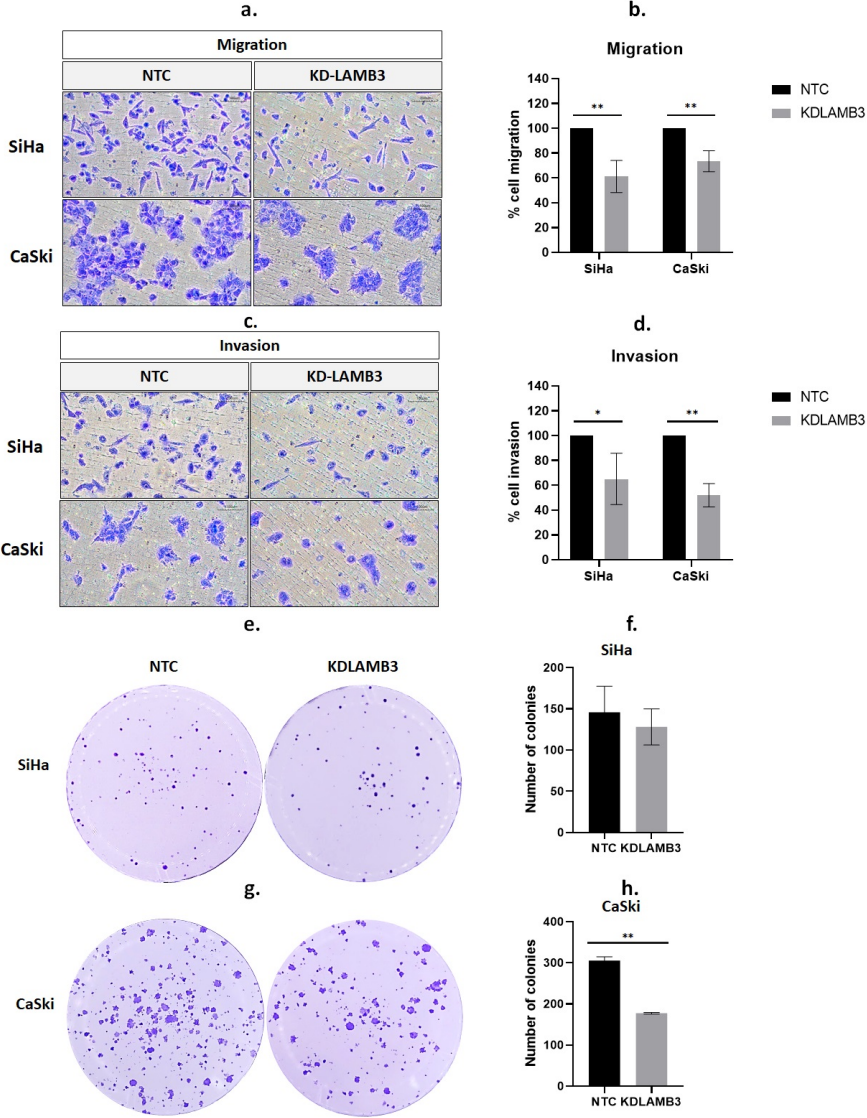 a.
Migration
NTC KD-LAMB3
SiHa
CaSki
b.
Migration
140
120
100
80
60
40
20
0
% cell migration
** **
SiHa CaSki
NTC
KDLAMB3
c.
Invasion
NTC KD-LAMB3
SiHa
CaSki
d.
Invasion
140
120
100
80
60
40
20
0
% cell invasion
* **
SiHa CaSki
NTC
KDLAMB3
e.
NTC KDLAMB3
SiHa
f.
SiHa
200
150
100
50
0
Number of colonies
NTC KDLAMB3
g.
CaSki
h.
CaSki
400
300
200
100
0
Number of colonies
**
NTC KDLAMB3